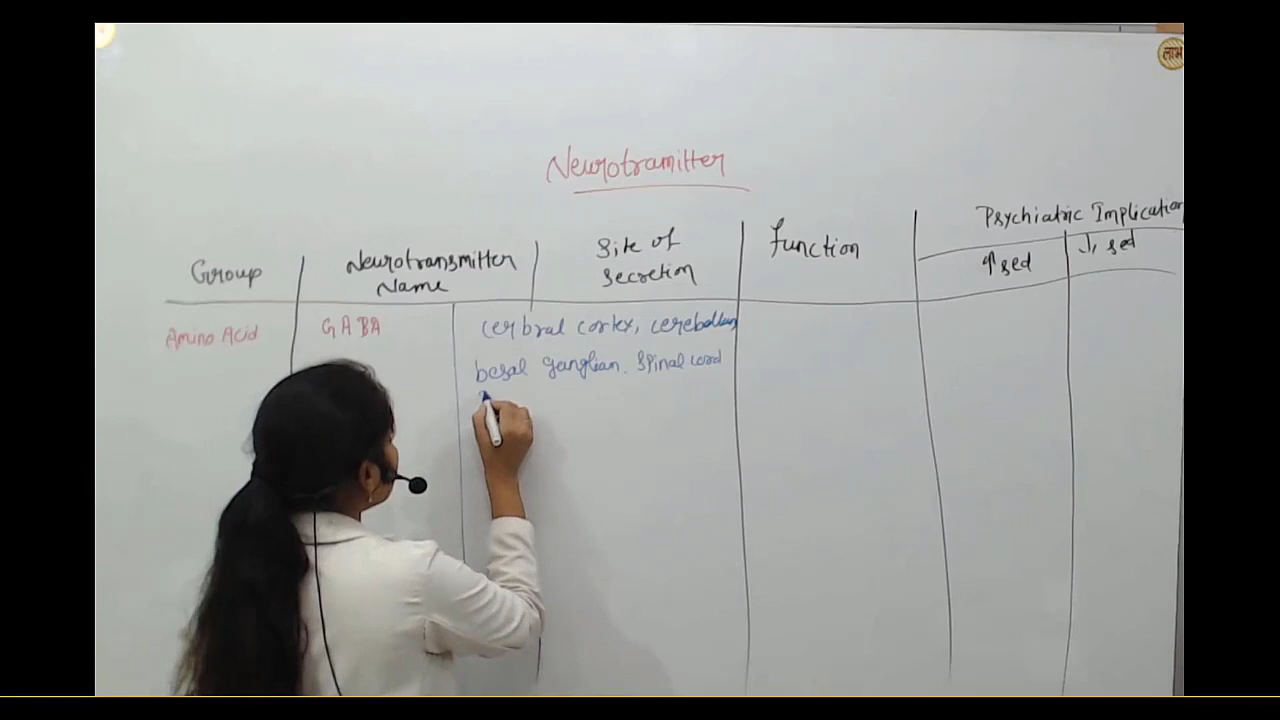 लाभ
Neurotramitter
Psychiatric Implication
Group
Neurotransmitter
Name
Site of
Secretion
Function
↑sed
↓sed
Amino Acid
GABA
cerbral cortex, cerebellum
basal Ganglian. Spinal cord